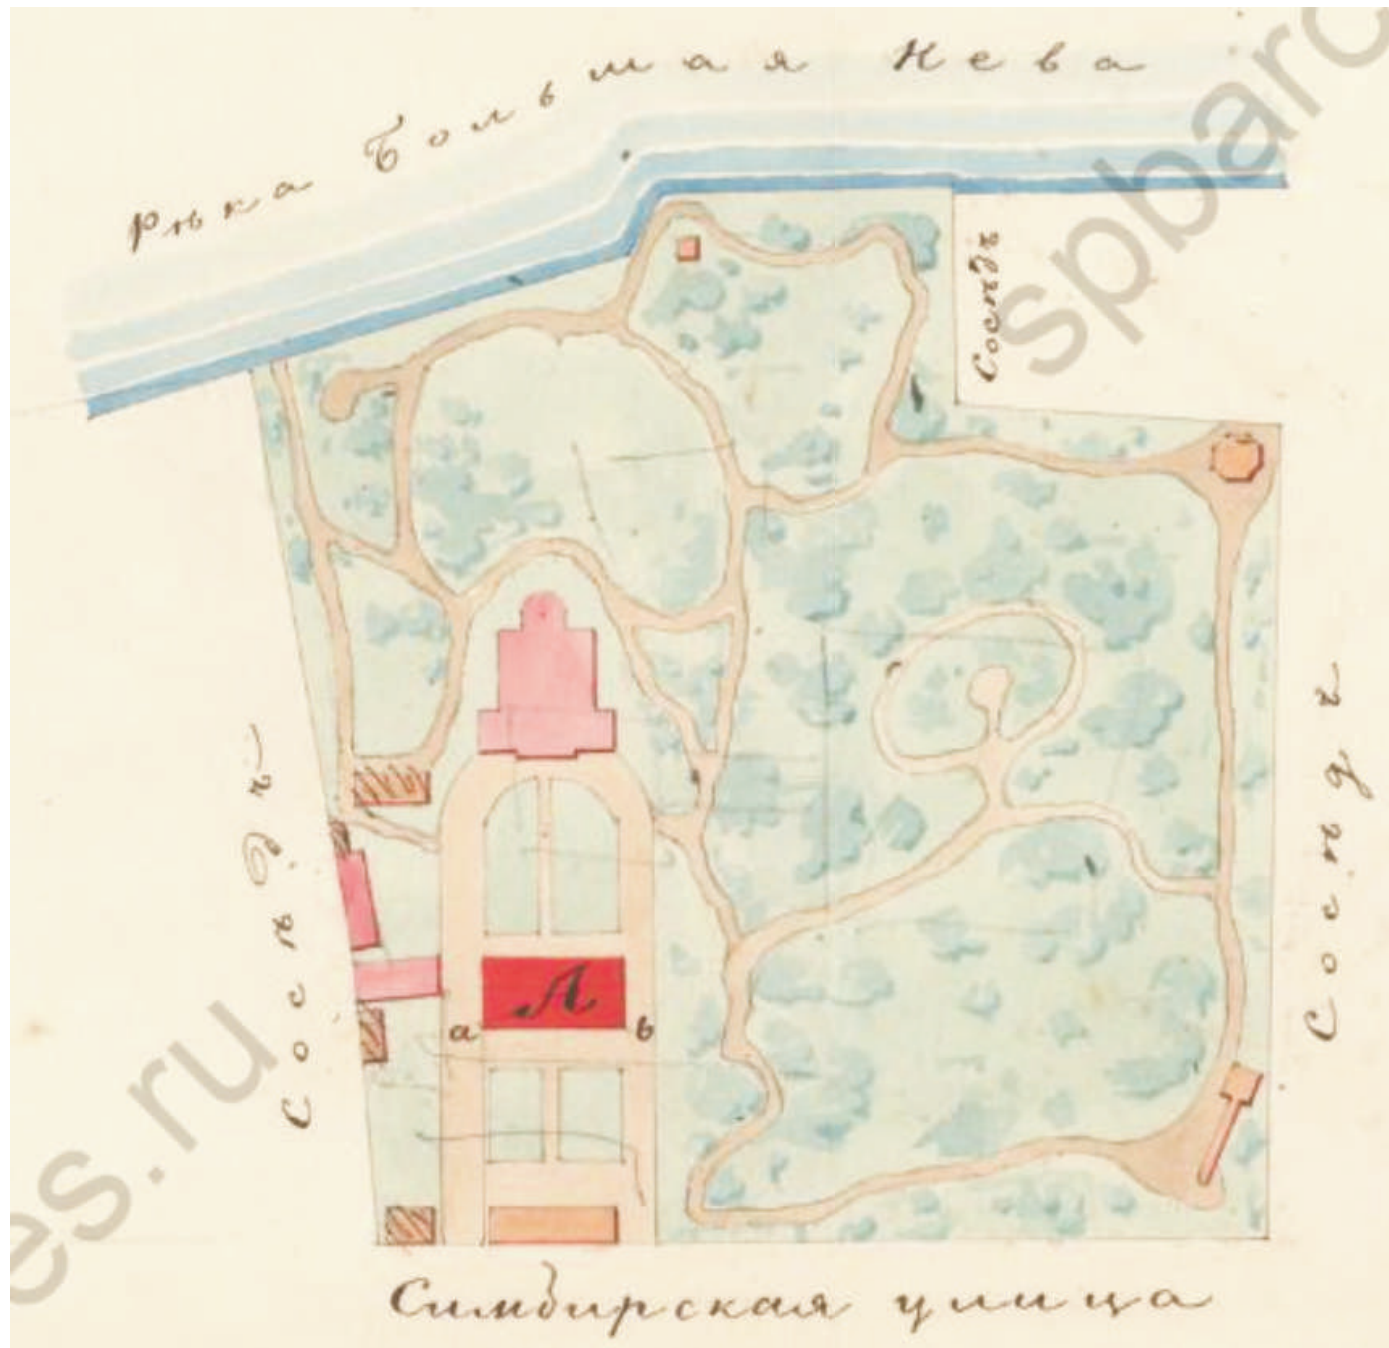 Рѣка Большая Нева
Сосѣдъ
Сосѣдъ
Сосѣдъ
А
а
в
Симбирская улица
spbarc
es.ru